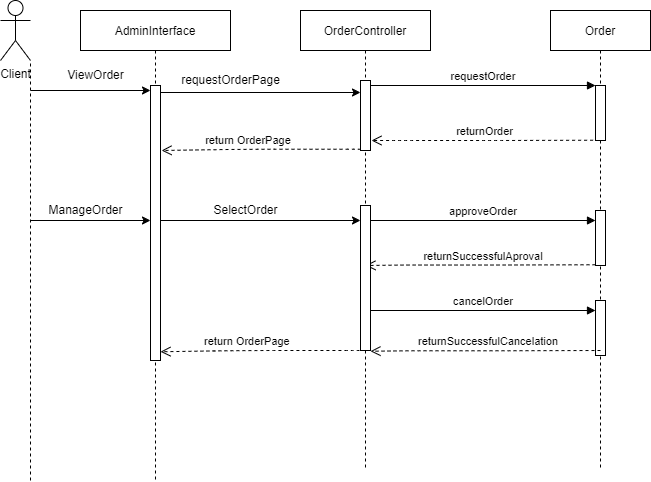 AdminInterface
OrderController
Order
Client
ViewOrder
requestOrderPage
requestOrder
returnOrder
return OrderPage
ManageOrder
SelectOrder
approveOrder
returnSuccessfulAproval
cancelOrder
return OrderPage
returnSuccessfulCancelation